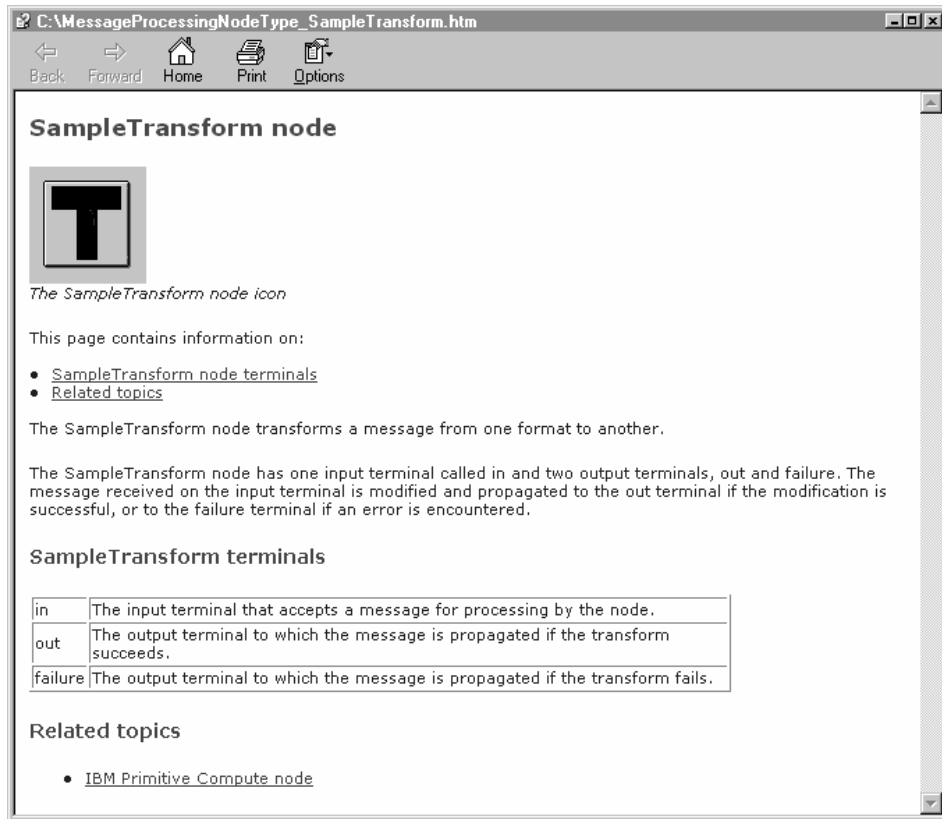 C:\MessageProcessingNodeType_SampleTransform.htm
Back Forward Home Print Options
SampleTransform node
T
The SampleTransform node icon
This page contains information on:
• SampleTransform node terminals
• Related topics
The SampleTransform node transforms a message from one format to another.
The SampleTransform node has one input terminal called in and two output terminals, out and failure. The
message received on the input terminal is modified and propagated to the out terminal if the modification is
successful, or to the failure terminal if an error is encountered.
SampleTransform terminals
in The input terminal that accepts a message for processing by the node.
out The output terminal to which the message is propagated if the transform
succeeds.
failure The output terminal to which the message is propagated if the transform fails.
Related topics
• IBM Primitive Compute node